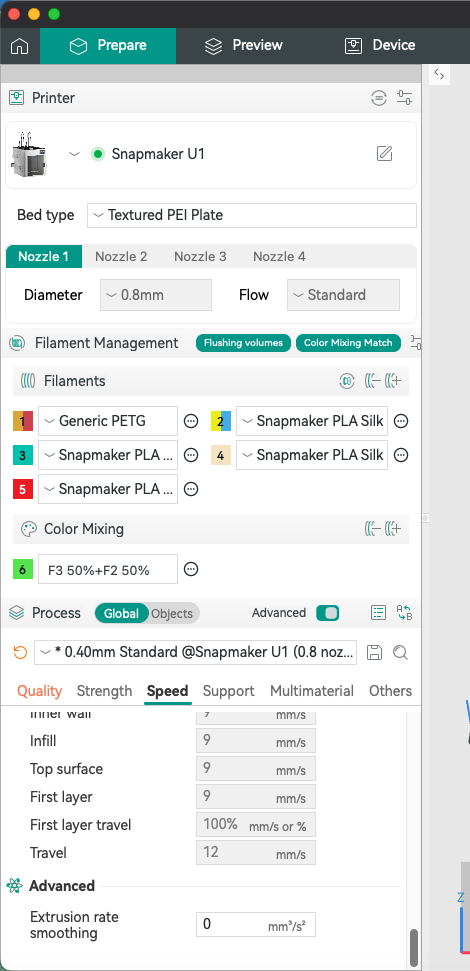 Prepare
Preview
Device
Printer
Snapmaker U1
Bed type
Textured PEI Plate
Nozzle 1 Nozzle 2 Nozzle 3 Nozzle 4
Diameter 0.8mm Flow Standard
Filament Management Flushing volumes Color Mixing Match
Filaments
1 Generic PETG 2 Snapmaker PLA Silk
3 Snapmaker PLA ... 4 Snapmaker PLA Silk
5 Snapmaker PLA ...
Color Mixing
6 F3 50%+F2 50%
Process Global Objects Advanced
* 0.40mm Standard @Snapmaker U1 (0.8 noz...
Quality Strength Speed Support Multimaterial Others
Inner wall 9 mm/s
Infill 9 mm/s
Top surface 9 mm/s
First layer 9 mm/s
First layer travel 100% mm/s or %
Travel 12 mm/s
Advanced
Extrusion rate
smoothing 0 mm³/s²
Z